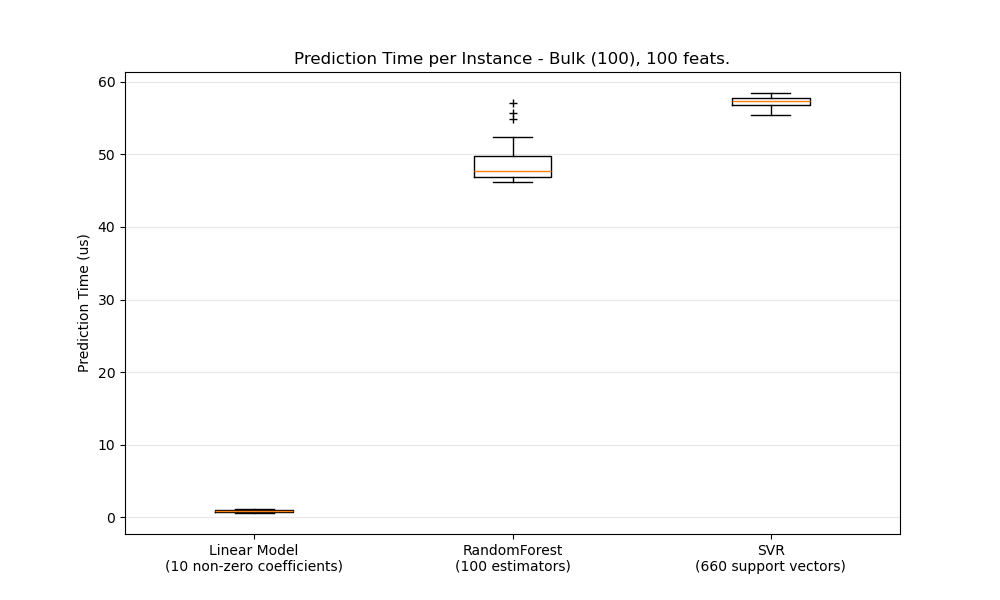 Prediction Time per Instance - Bulk (100), 100 feats.
Prediction Time (us)
60
50
40
30
20
10
0
Linear Model
(10 non-zero coefficients)
RandomForest
(100 estimators)
SVR
(660 support vectors)